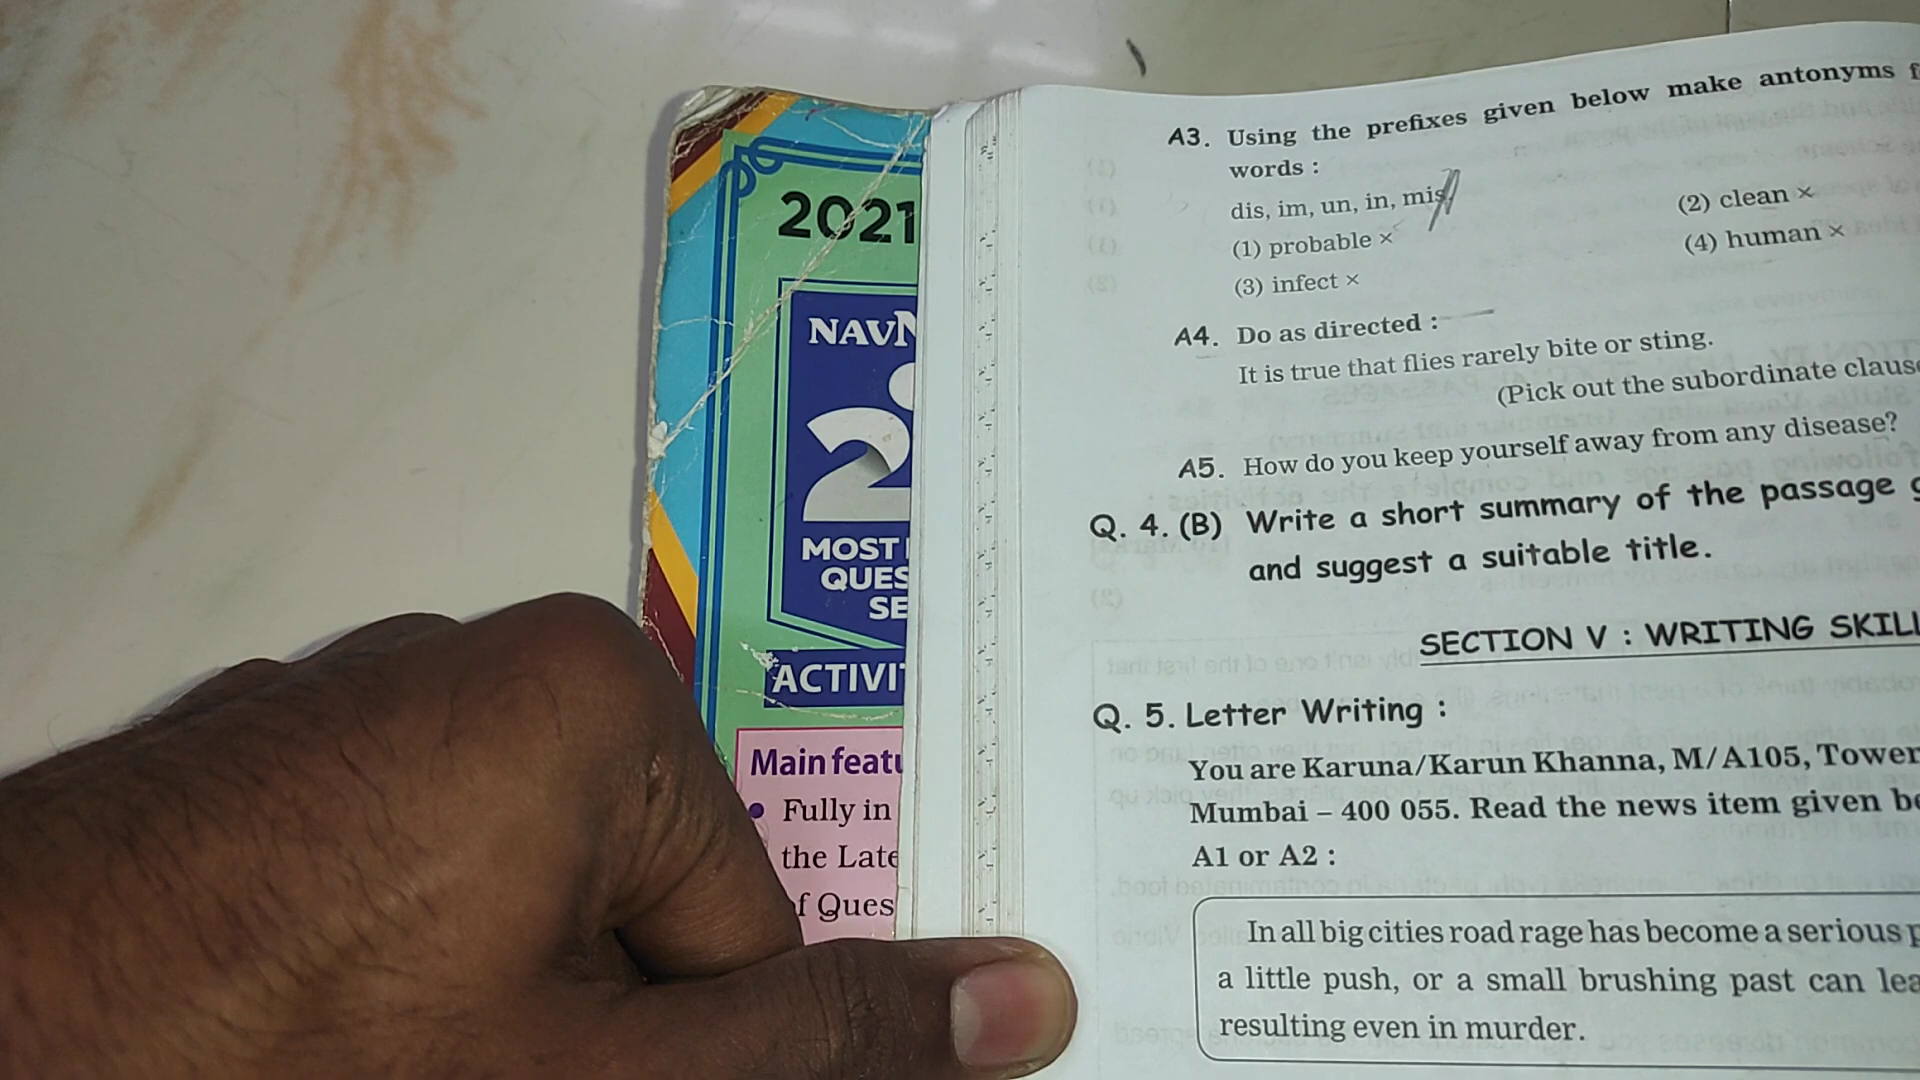 2021
NAVN
2
MOST
QUES
SE
ACTIVI
Main featu
• Fully in
the Late
f Ques
A3. Using the prefixes given below make antonyms f
words :
dis, im, un, in, mis
(1) probable × (2) clean ×
(3) infect × (4) human ×
A4. Do as directed :
It is true that flies rarely bite or sting.
(Pick out the subordinate claus
A5. How do you keep yourself away from any disease?
Q. 4. (B) Write a short summary of the passage g
and suggest a suitable title.
SECTION V : WRITING SKILL
Q. 5. Letter Writing :
You are Karuna/Karun Khanna, M/A105, Tower
Mumbai – 400 055. Read the news item given be
A1 or A2 :
In all big cities road rage has become a serious p
a little push, or a small brushing past can lea
resulting even in murder.